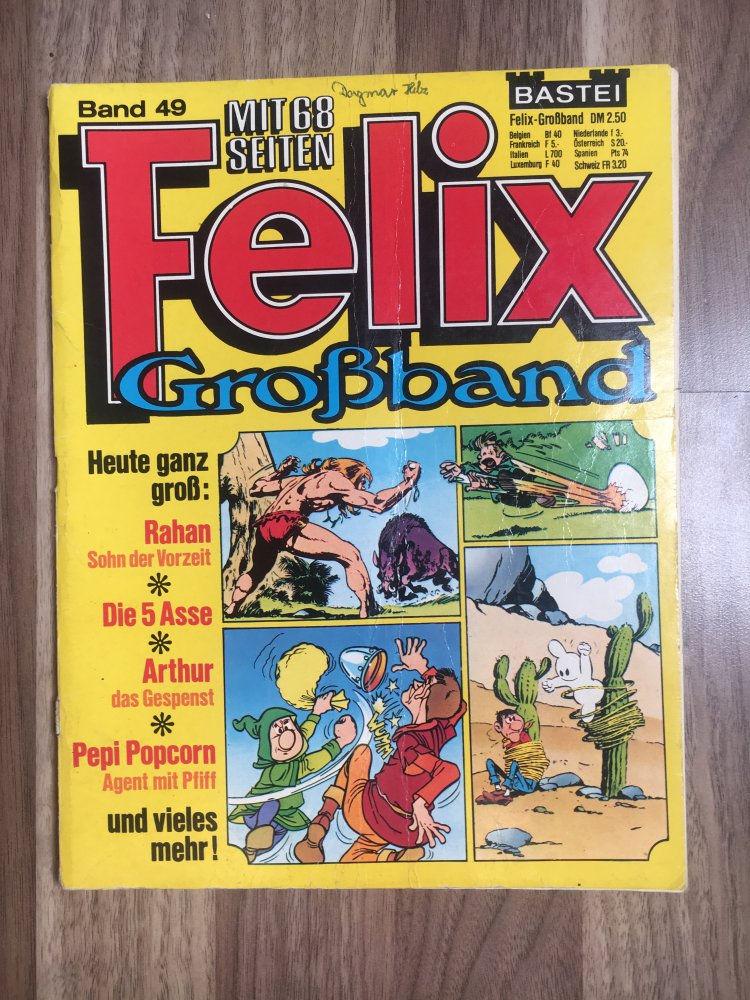 Dagmar
Band 49
MIT 68
SEITEN
BASTEI
Felix-Großband DM 2.50
Belgien Bf 40 Niederlande f 3.-
Frankreich F 5,- Österreich S 20.-
Italien L 700 Spanien Pts 74
Luxemburg F 40 Schweiz FR 3.20
Felix
Großband
Heute ganz
groß:
Rahan
Sohn der Vorzeit
Die 5 Asse
Arthur
das Gespenst
Pepi Popcorn
Agent mit Pfiff
und vieles
mehr!